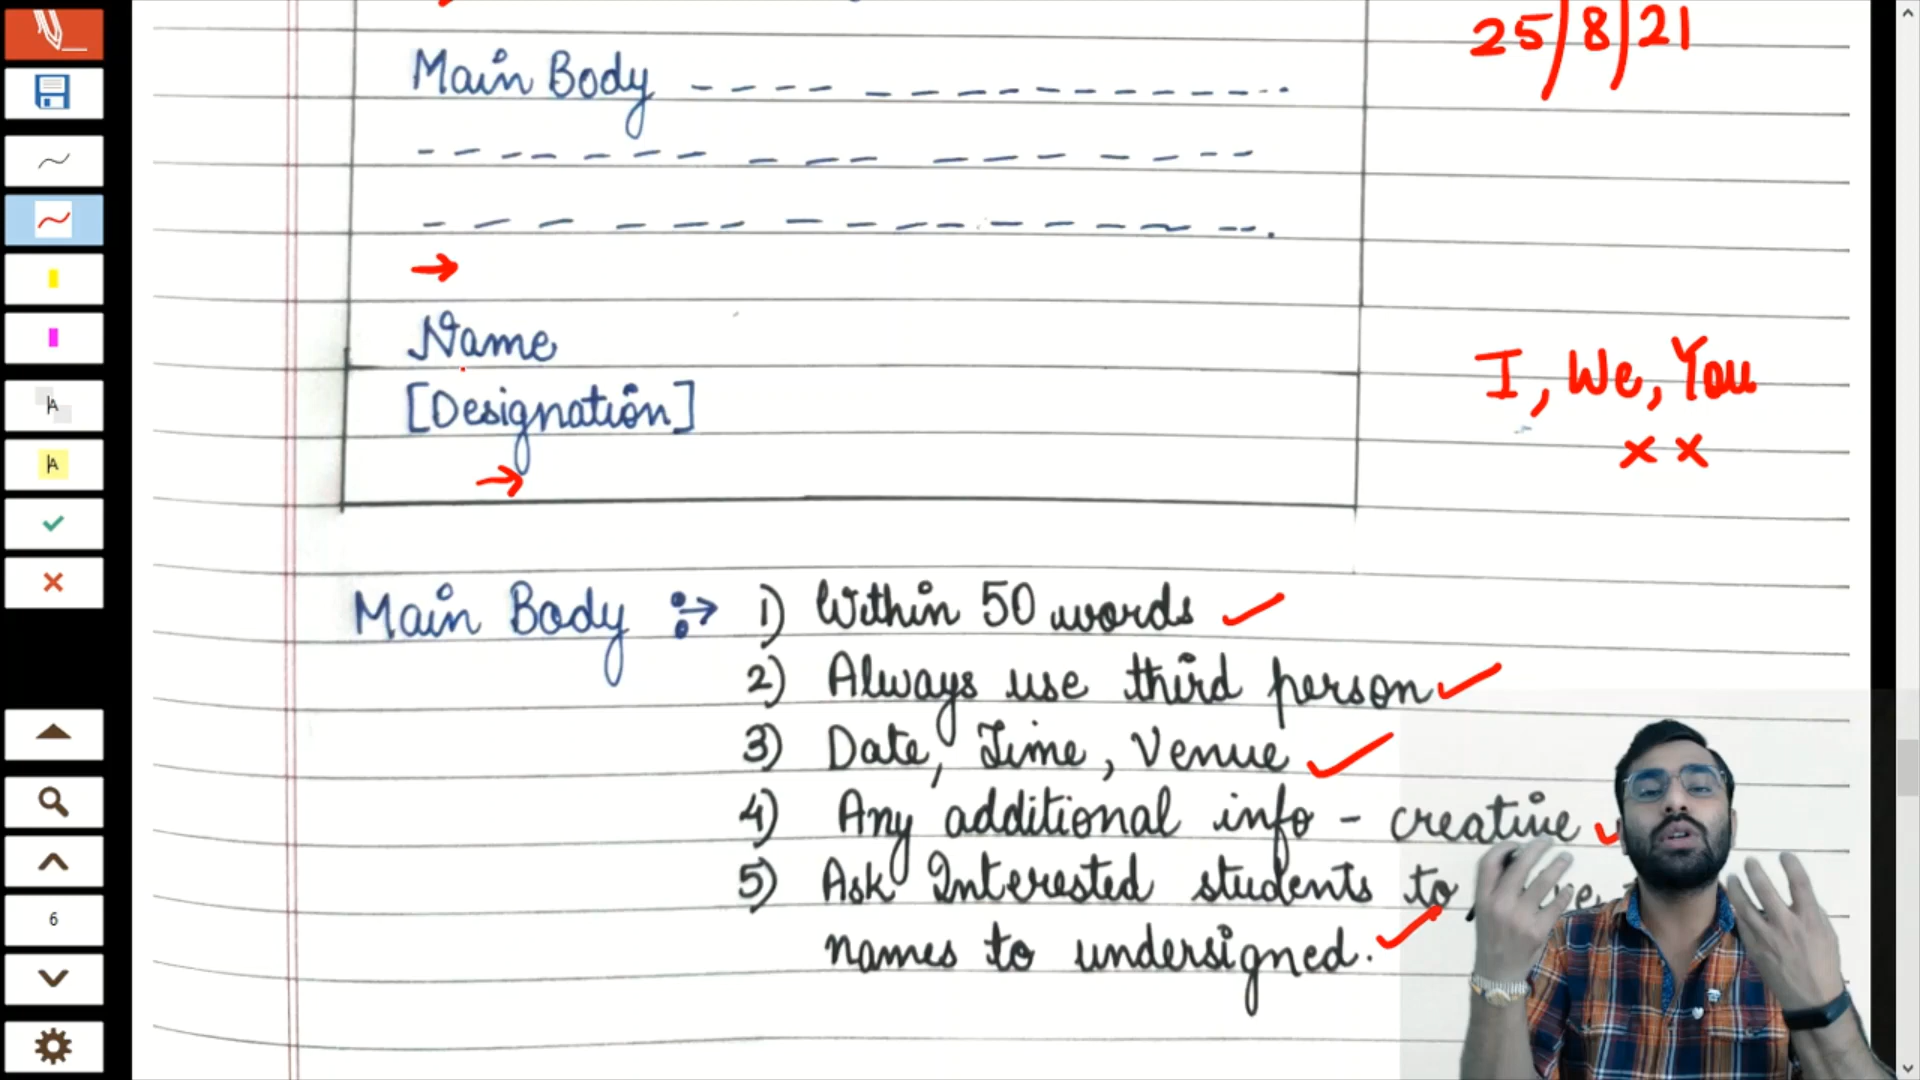 25/8/21
Main Body
Name
[Designation]
I, We, You
x x
Main Body :→ 1) Within 50 words
2) Always use third person
3) Date, Time, Venue
4) Any additional info - creative
5) Ask Interested students to
names to undersigned.
A
A
6